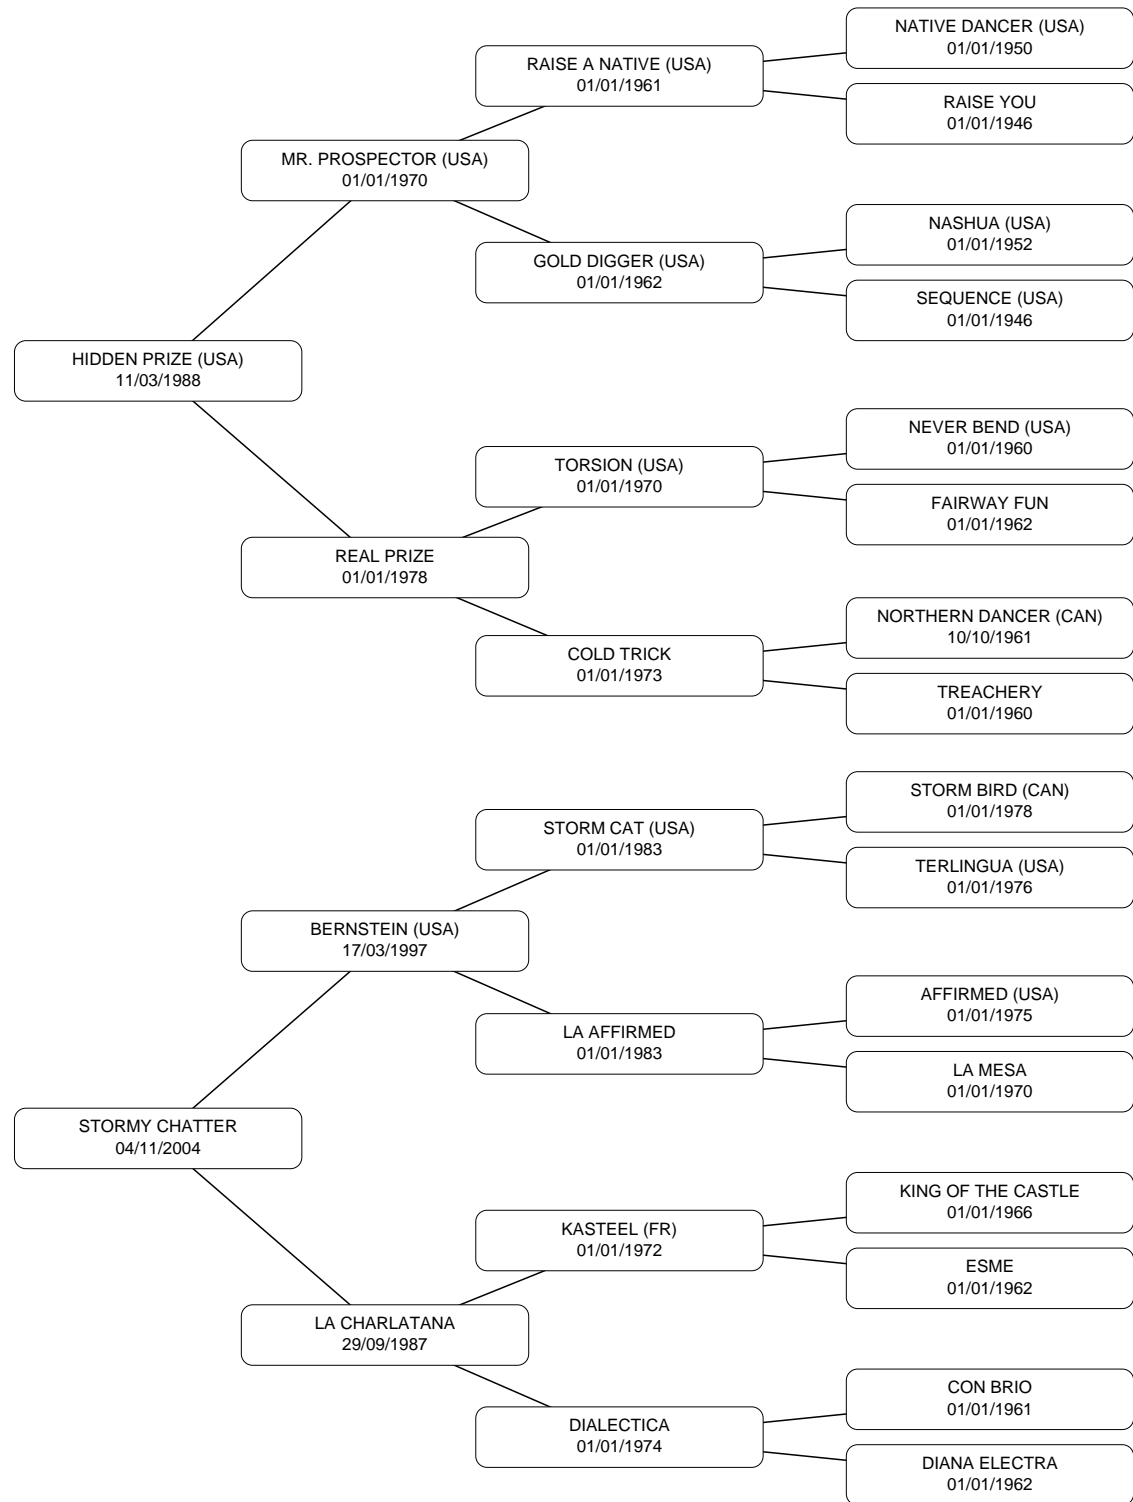 NATIVE DANCER (USA)
01/01/1950
RAISE A NATIVE (USA)
01/01/1961
RAISE YOU
01/01/1946
MR. PROSPECTOR (USA)
01/01/1970
NASHUA (USA)
01/01/1952
GOLD DIGGER (USA)
01/01/1962
SEQUENCE (USA)
01/01/1946
HIDDEN PRIZE (USA)
11/03/1988
NEVER BEND (USA)
01/01/1960
TORSION (USA)
01/01/1970
FAIRWAY FUN
01/01/1962
REAL PRIZE
01/01/1978
NORTHERN DANCER (CAN)
10/10/1961
COLD TRICK
01/01/1973
TREACHERY
01/01/1960
STORM BIRD (CAN)
01/01/1978
STORM CAT (USA)
01/01/1983
TERLINGUA (USA)
01/01/1976
BERNSTEIN (USA)
17/03/1997
AFFIRMED (USA)
01/01/1975
LA AFFIRMED
01/01/1983
LA MESA
01/01/1970
STORMY CHATTER
04/11/2004
KING OF THE CASTLE
01/01/1966
KASTEEL (FR)
01/01/1972
ESME
01/01/1962
LA CHARLATANA
29/09/1987
CON BRIO
01/01/1961
DIALECTICA
01/01/1974
DIANA ELECTRA
01/01/1962